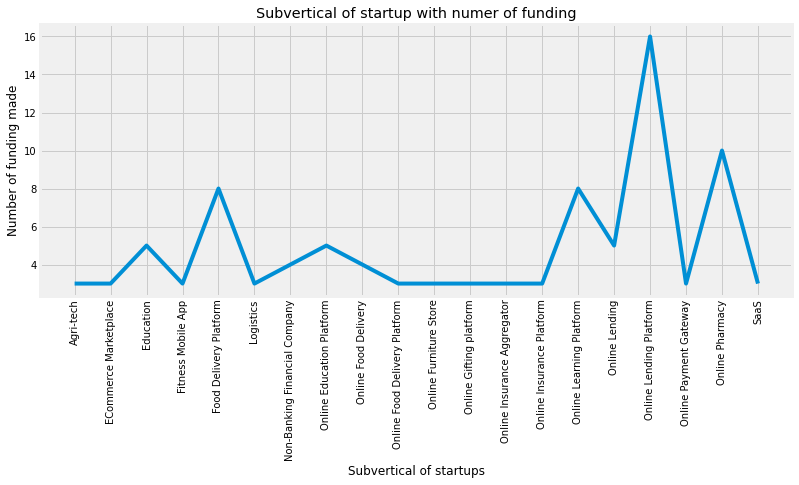 Subvertical of startup with numer of funding
Number of funding made
16
14
12
10
8
6
4
Agri-tech
ECommerce Marketplace
Education
Fitness Mobile App
Food Delivery Platform
Logistics
Non-Banking Financial Company
Online Education Platform
Online Food Delivery
Online Food Delivery Platform
Online Furniture Store
Online Gifting platform
Online Insurance Aggregator
Online Insurance Platform
Online Learning Platform
Online Lending
Online Lending Platform
Online Payment Gateway
Online Pharmacy
SaaS
Subvertical of startups